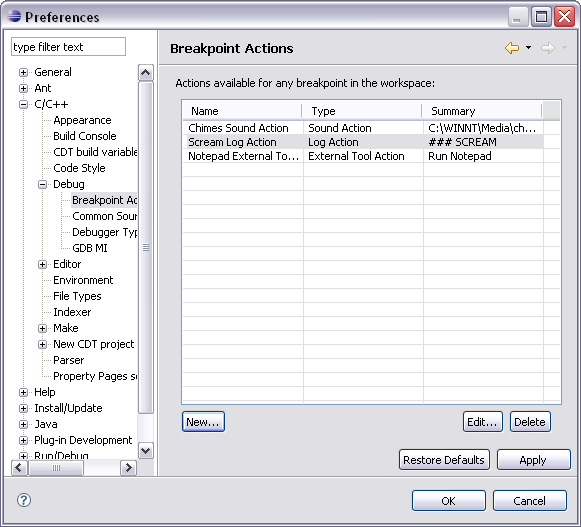 Preferences
type filter text
General
Ant
C/C++
Appearance
Build Console
CDT build variable
Code Style
Debug
Breakpoint Ac
Common Sour
Debugger Typ
GDB MI
Editor
Environment
File Types
Indexer
Make
New CDT project
Parser
Property Pages se
Help
Install/Update
Java
Plug-in Development
Run/Debug
Breakpoint Actions
Actions available for any breakpoint in the workspace:
Name Type Summary
Chimes Sound Action Sound Action C:\WINNT\Media\ch...
Scream Log Action Log Action ### SCREAM
Notepad External To... External Tool Action Run Notepad
New... Edit... Delete
Restore Defaults Apply
? OK Cancel